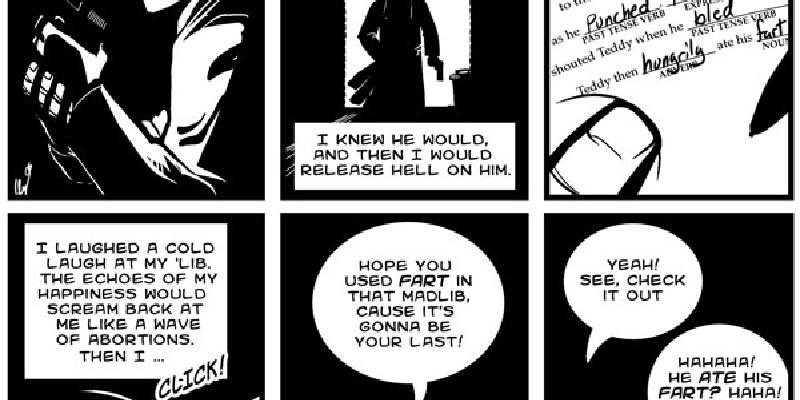 I KNEW HE WOULD,
AND THEN I WOULD
RELEASE HELL ON HIM.
to th
as he Punched
PAST TENSE VERB
shouted Teddy when he bled
PAST TENSE VERB
Teddy then hungrily ate his fart
NOUN
I LAUGHED A COLD
LAUGH AT MY 'LIB.
THE ECHOES OF MY
HAPPINESS WOULD
SCREAM BACK AT
ME LIKE A WAVE
OF ABORTIONS.
THEN I ...
CLICK!
HOPE YOU
USED FART IN
THAT MADLIB,
CAUSE IT'S
GONNA BE
YOUR LAST!
YEAH!
SEE, CHECK
IT OUT
HAHAHA!
HE ATE HIS
FART? HAHA!